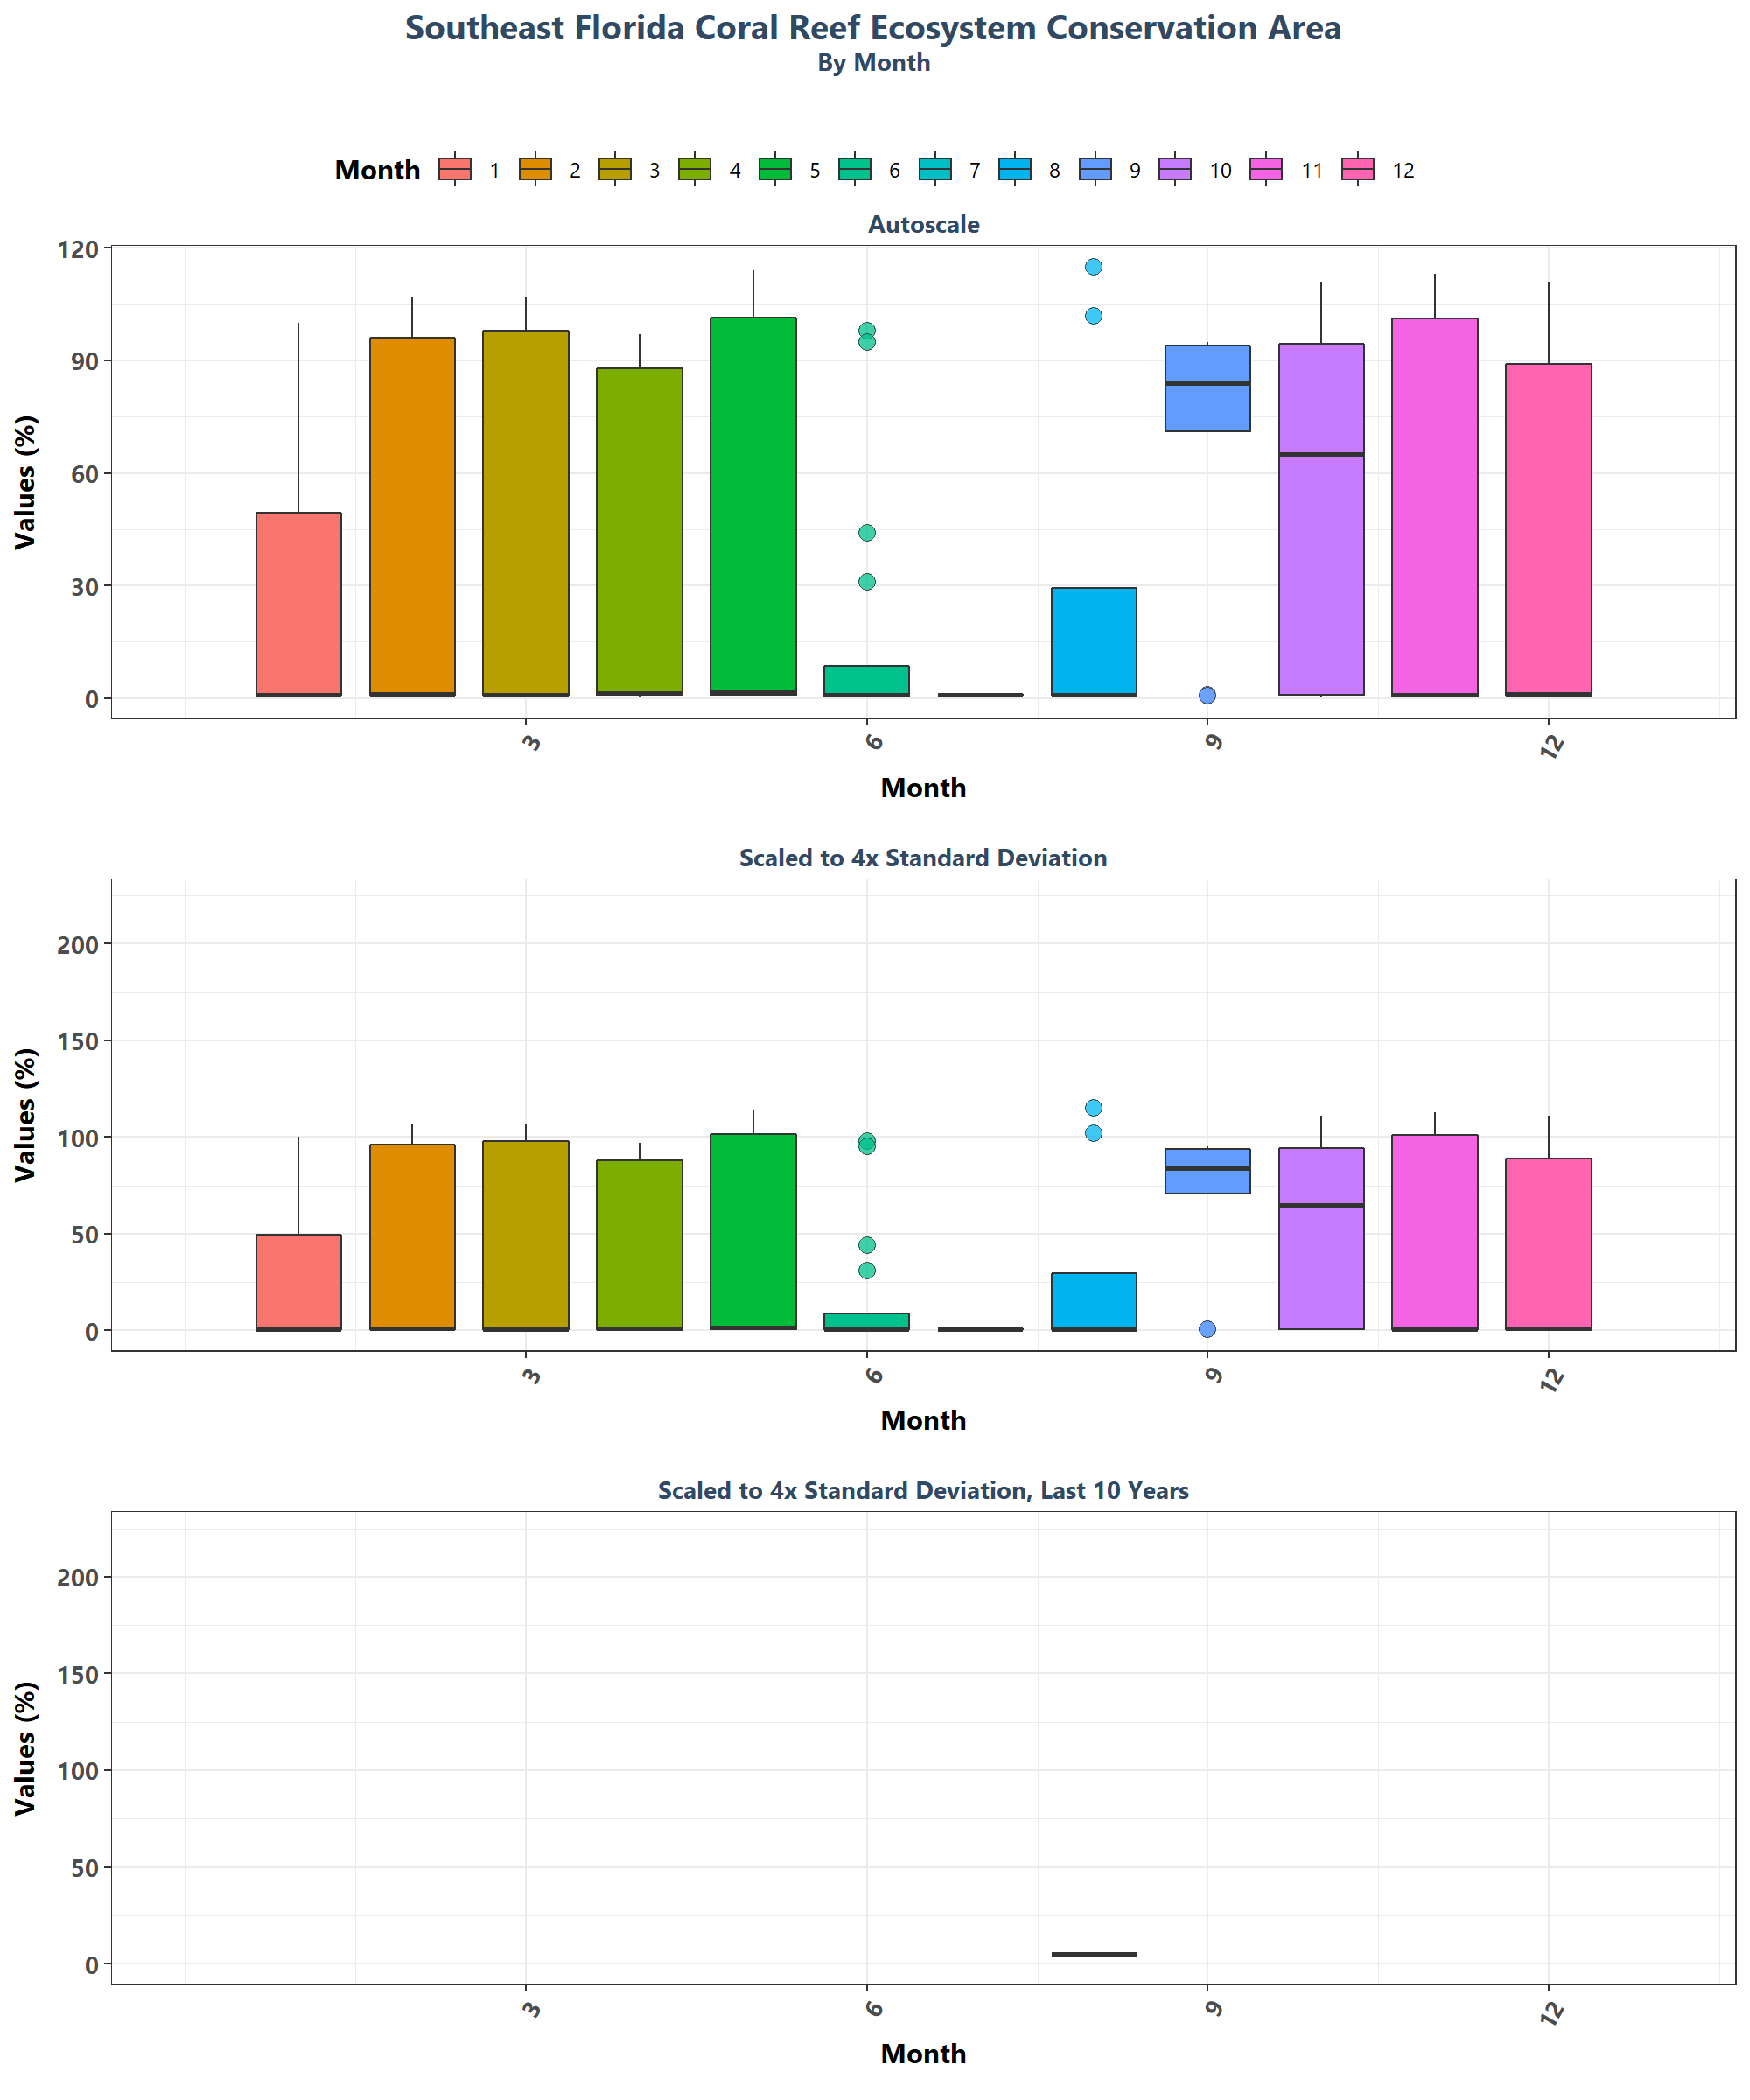 Southeast Florida Coral Reef Ecosystem Conservation Area
By Month
Month 1 2 3 4 5 6 7 8 9 10 11 12
Autoscale
120
90
60
30
0
Values (%)
3 6 9 12
Month
Scaled to 4x Standard Deviation
200
150
100
50
0
Values (%)
3 6 9 12
Month
Scaled to 4x Standard Deviation, Last 10 Years
200
150
100
50
0
Values (%)
3 6 9 12
Month